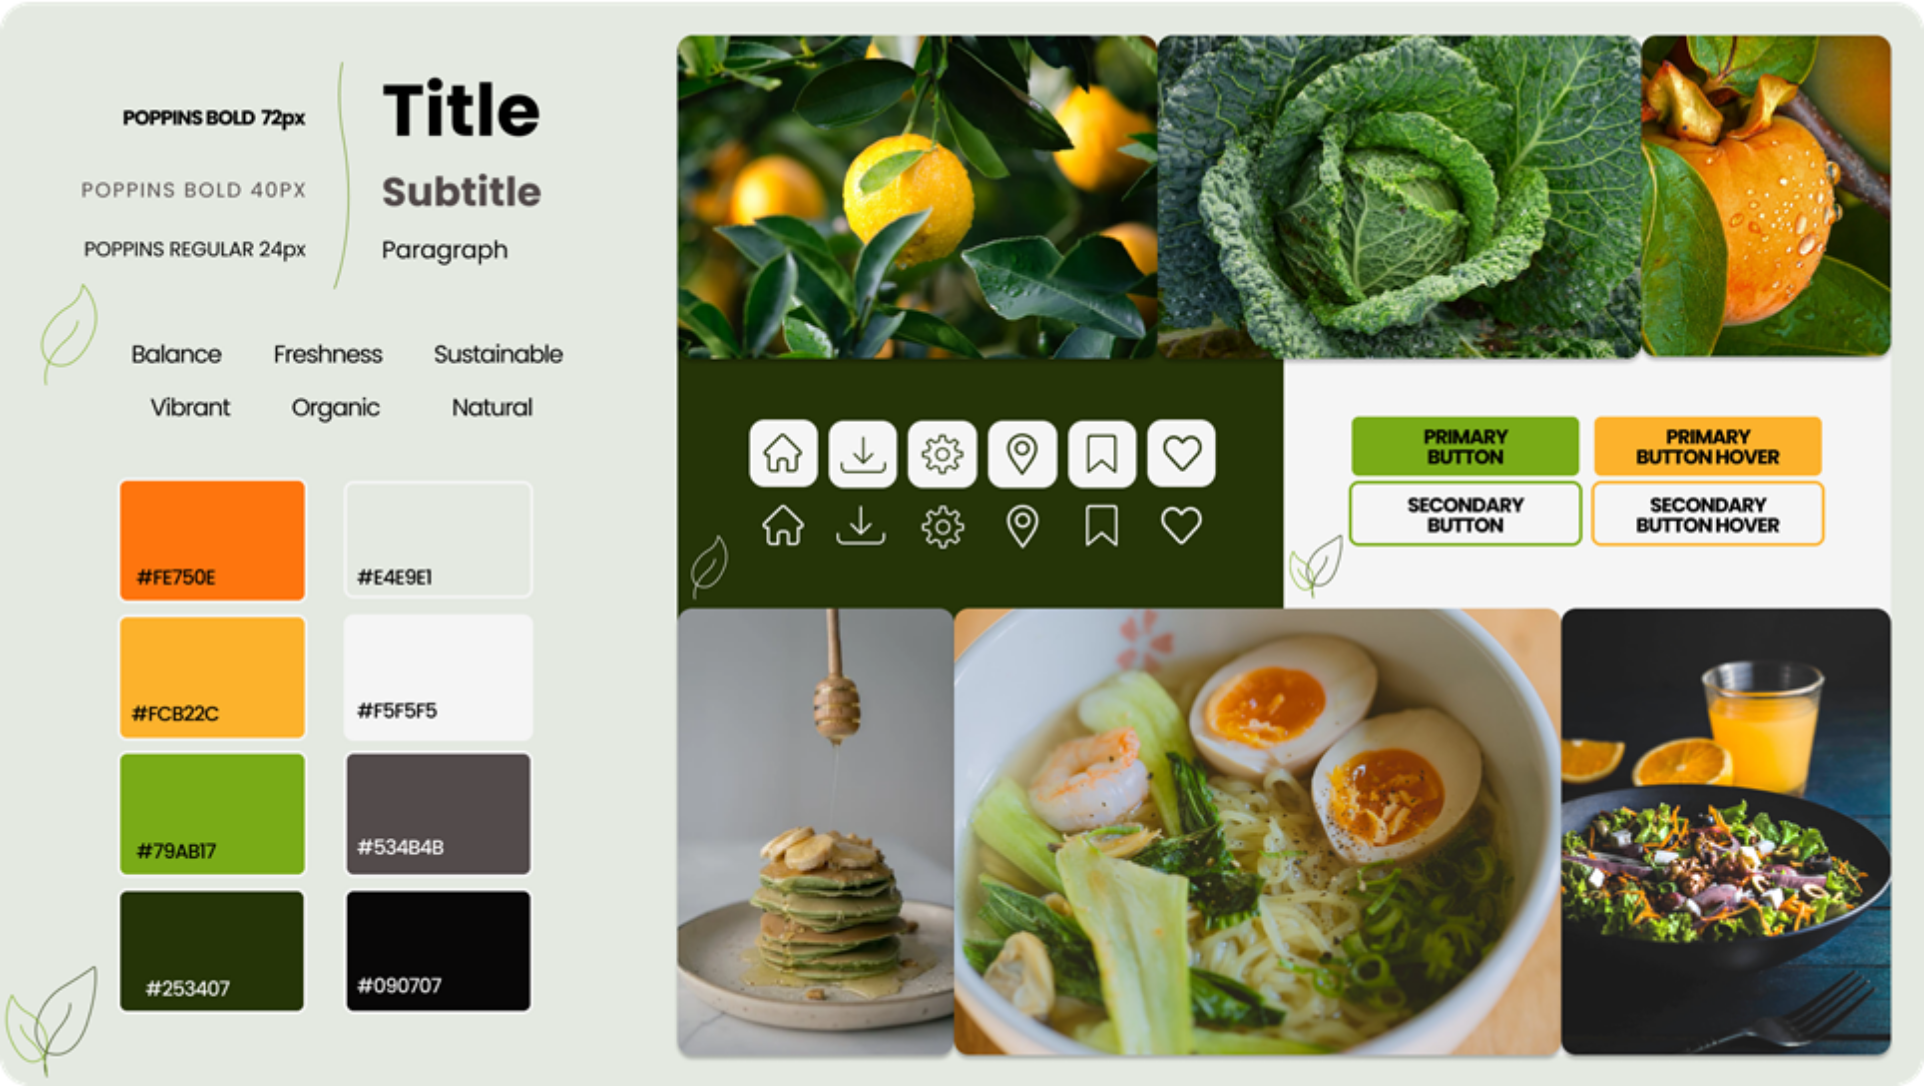 POPPINS BOLD 72px
Title
POPPINS BOLD 40PX
Subtitle
POPPINS REGULAR 24px
Paragraph
Balance Freshness Sustainable
Vibrant Organic Natural
#FE750E
#E4E9E1
#FCB22C
#F5F5F5
#79AB17
#534B4B
#253407
#090707
PRIMARY
BUTTON
PRIMARY
BUTTON HOVER
SECONDARY
BUTTON
SECONDARY
BUTTON HOVER